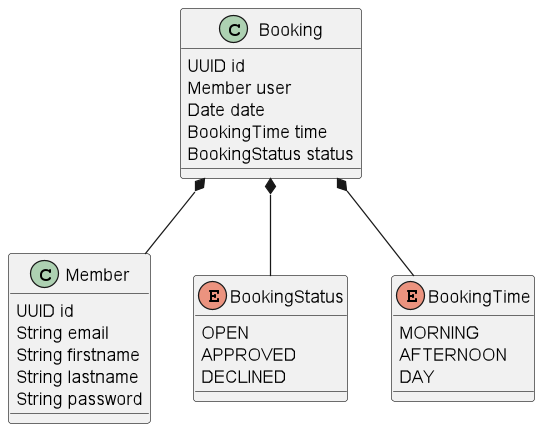 C Booking
UUID id
Member user
Date date
BookingTime time
BookingStatus status
C Member
UUID id
String email
String firstname
String lastname
String password
E BookingStatus
OPEN
APPROVED
DECLINED
E BookingTime
MORNING
AFTERNOON
DAY